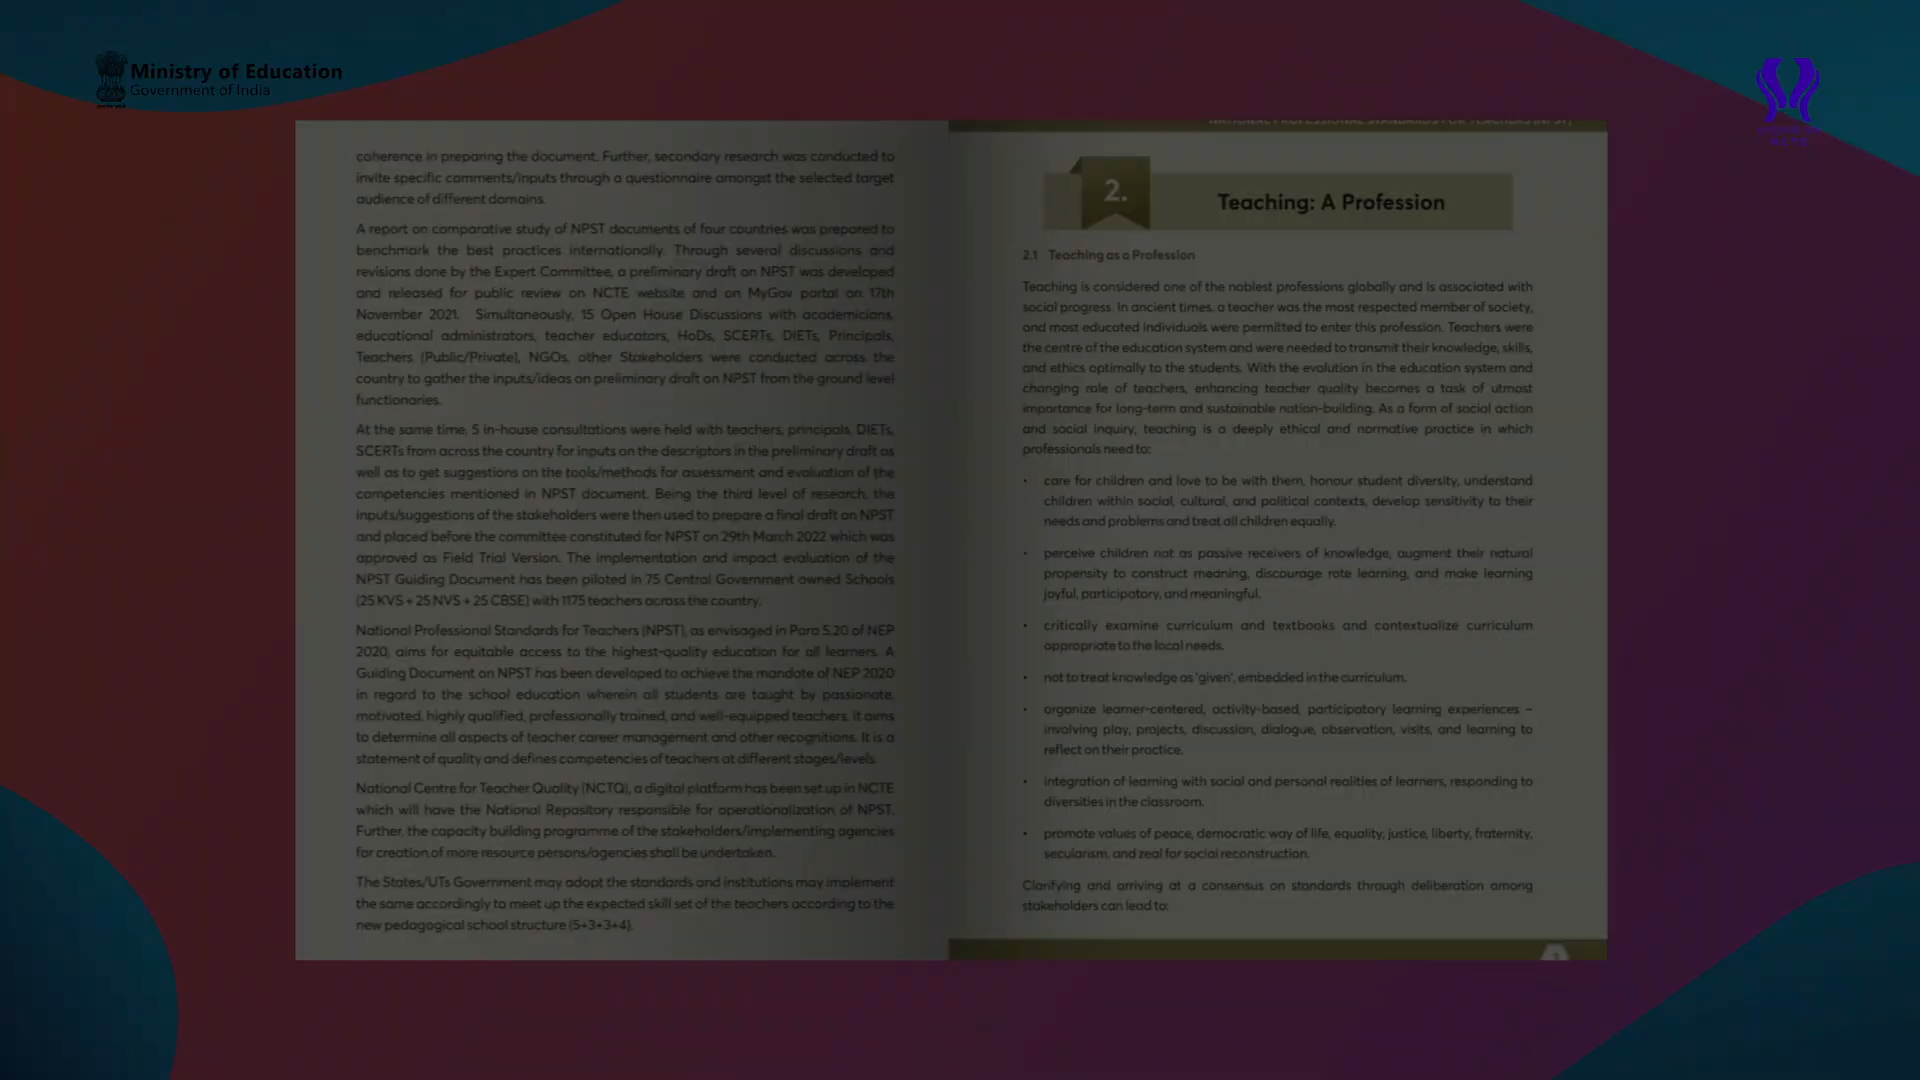 Ministry of Education
Government of India
coherence in preparing the document. Further, secondary research was conducted to
invite specific comments/inputs through a questionnaire amongst the selected target
audience of different domains.
A report on comparative study of NPST documents of four countries was prepared to
benchmark the best practices internationally. Through several discussions and
revisions done by the Expert Committee, a preliminary draft on NPST was developed
and released for public review on NCTE website and on MyGov portal on 17th
November 2021. Simultaneously, 15 Open House Discussions with academicians,
educational administrators, teacher educators, HoDs, SCERTs, DIETs, Principals,
Teachers (Public/Private), NGOs, other Stakeholders were conducted across the
country to gather the inputs/ideas on preliminary draft on NPST from the ground level
functionaries.
At the same time, 5 in-house consultations were held with teachers, principals, DIETs,
SCERTs from across the country for inputs on the descriptors in the preliminary draft as
well as to get suggestions on the tools/methods for assessment and evaluation of the
competencies mentioned in NPST document. Being the third level of research, the
inputs/suggestions of the stakeholders were then used to prepare a final draft on NPST
and placed before the committee constituted for NPST on 29th March 2022 which was
approved as Field Trial Version. The implementation and impact evaluation of the
NPST Guiding Document has been piloted in 75 Central Government owned Schools
(25 KVS + 25 NVS + 25 CBSE) with 1175 teachers across the country.
National Professional Standards for Teachers (NPST), as envisaged in Para 5.20 of NEP
2020, aims for equitable access to the highest-quality education for all learners. A
Guiding Document on NPST has been developed to achieve the mandate of NEP 2020
in regard to the school education wherein all students are taught by passionate,
motivated, highly qualified, professionally trained, and well-equipped teachers. It aims
to determine all aspects of teacher career management and other recognitions. It is a
statement of quality and defines competencies of teachers at different stages/levels.
National Centre for Teacher Quality (NCTQ), a digital platform has been set up in NCTE
which will have the National Repository responsible for operationalization of NPST.
Further, the capacity building programme of the stakeholders/implementing agencies
for creation of more resource persons/agencies shall be undertaken.
The States/UTs Government may adopt the standards and institutions may implement
the same accordingly to meet up the expected skill set of the teachers according to the
new pedagogical school structure (5+3+3+4).
NATIONAL PROFESSIONAL STANDARDS FOR TEACHERS (NPST)
2.
Teaching: A Profession
2.1 Teaching as a Profession
Teaching is considered one of the noblest professions globally and is associated with
social progress. In ancient times, a teacher was the most respected member of society,
and most educated individuals were permitted to enter this profession. Teachers were
the centre of the education system and were needed to transmit their knowledge, skills,
and ethics optimally to the students. With the evolution in the education system and
changing role of teachers, enhancing teacher quality becomes a task of utmost
importance for long-term and sustainable nation-building. As a form of social action
and social inquiry, teaching is a deeply ethical and normative practice in which
professionals need to:
• care for children and love to be with them, honour student diversity, understand
children within social, cultural, and political contexts, develop sensitivity to their
needs and problems and treat all children equally.
• perceive children not as passive receivers of knowledge, augment their natural
propensity to construct meaning, discourage rote learning, and make learning
joyful, participatory, and meaningful.
• critically examine curriculum and textbooks and contextualize curriculum
appropriate to the local needs.
• not to treat knowledge as 'given', embedded in the curriculum.
• organize learner-centered, activity-based, participatory learning experiences –
involving play, projects, discussion, dialogue, observation, visits, and learning to
reflect on their practice.
• integration of learning with social and personal realities of learners, responding to
diversities in the classroom.
• promote values of peace, democratic way of life, equality, justice, liberty, fraternity,
secularism, and zeal for social reconstruction.
Clarifying and arriving at a consensus on standards through deliberation among
stakeholders can lead to: